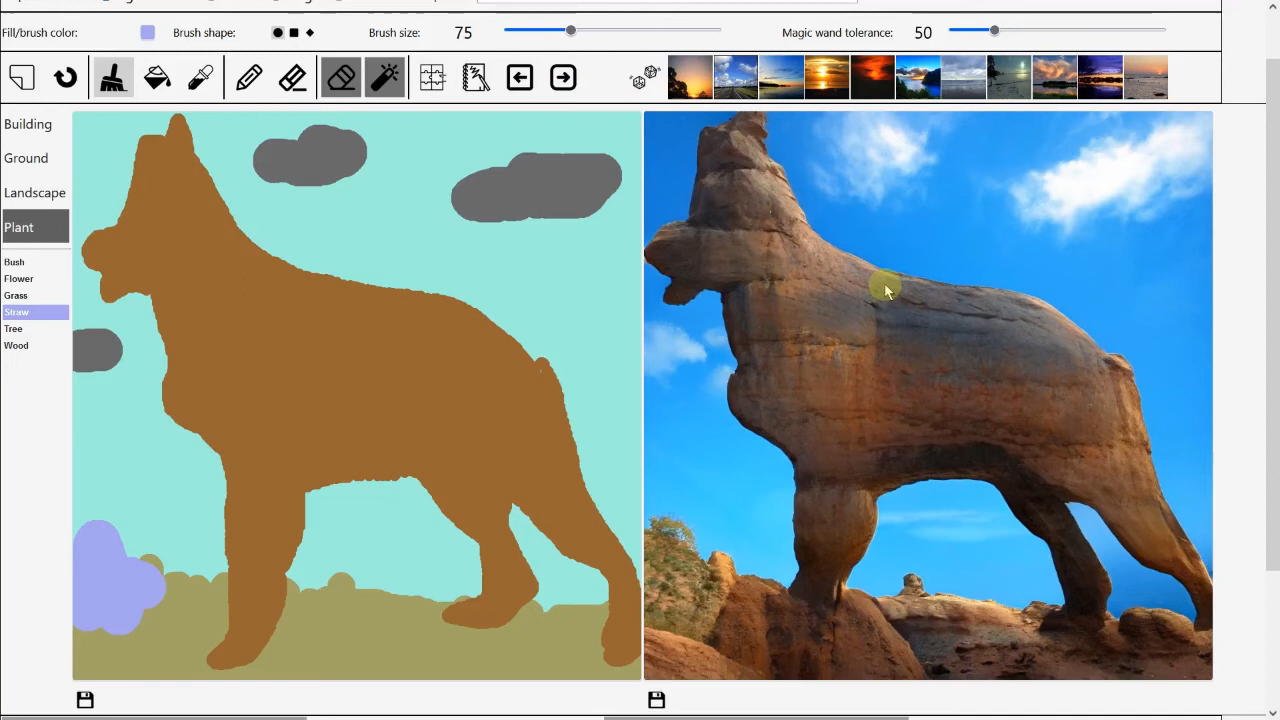 Fill/brush color: Brush shape: Brush size: 75 Magic wand tolerance: 50
Building
Ground
Landscape
Plant
Bush
Flower
Grass
Straw
Tree
Wood